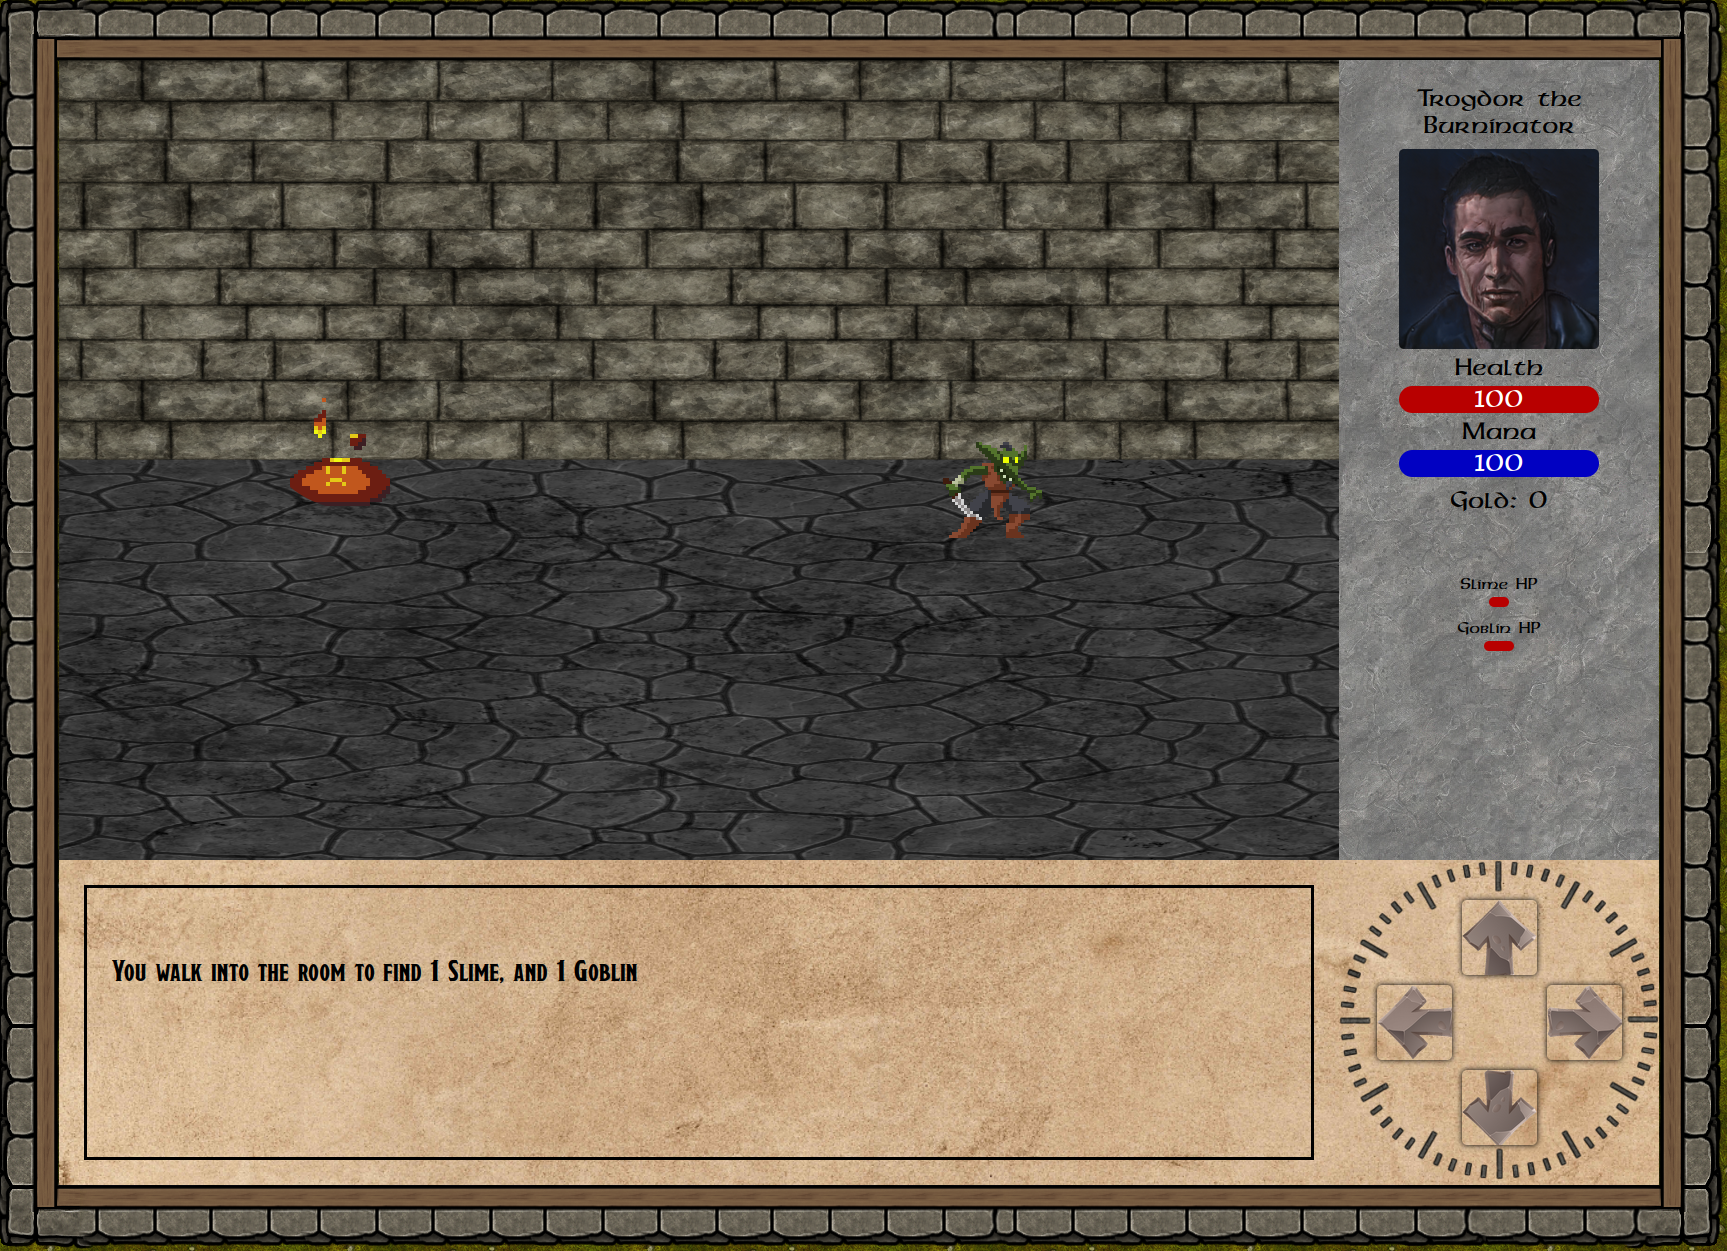 Trogdor the
Burninator
Health
100
Mana
100
Gold: 0
Slime HP
Goblin HP
You walk into the room to find 1 Slime, and 1 Goblin